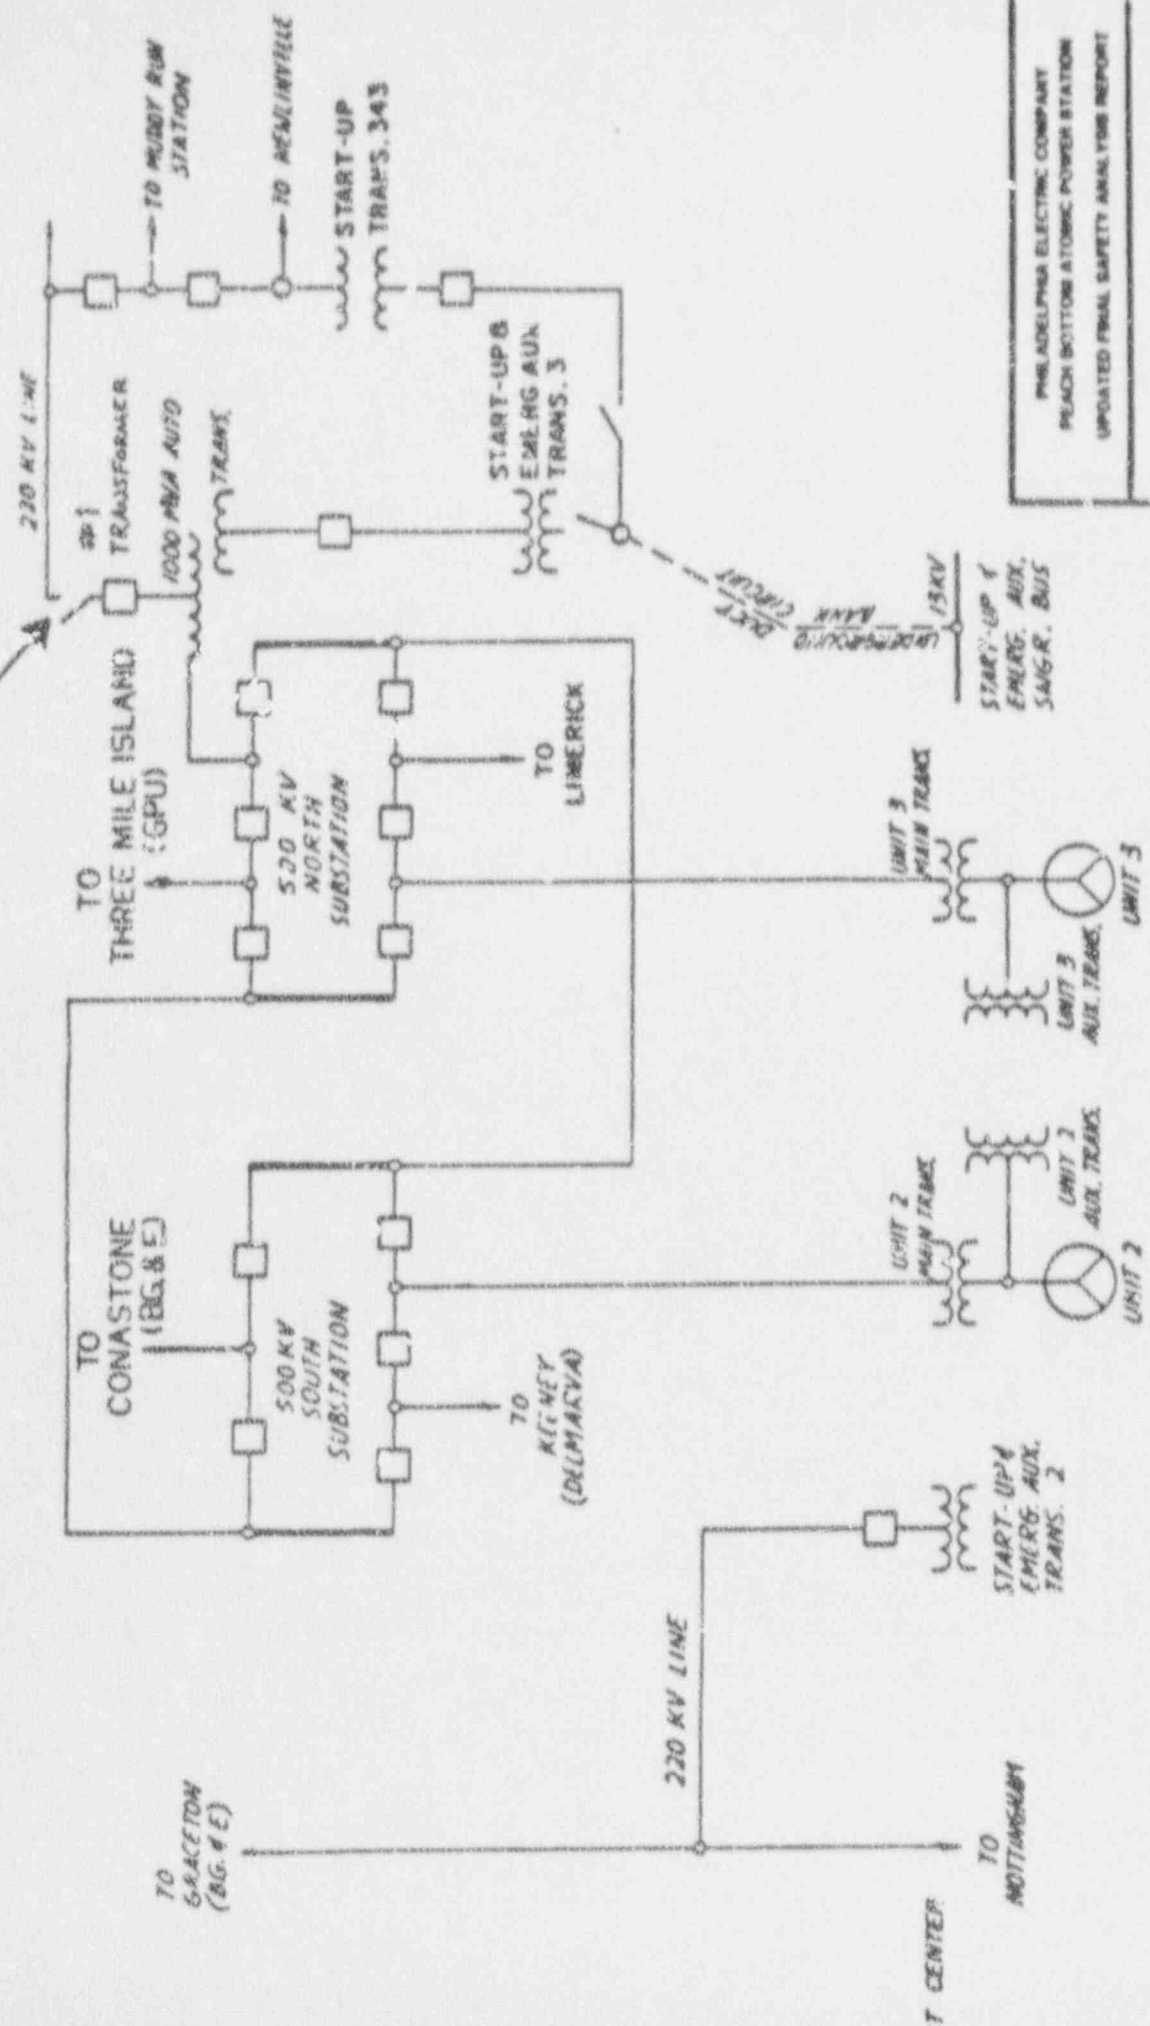 TO
GRACETON
(BG. & E)
220 KV LINE
TO
NOTTINGHAM
T CENTER
START-UP &
EMERG. AUX.
TRANS. 2
TO
CONASTONE
(BG & E)
500 KV
SOUTH
SUBSTATION
TO
KEENEY
(DELMARVA)
UNIT 2
MAIN TRANS.
UNIT 2
AUX. TRANS.
UNIT 2
TO
THREE MILE ISLAND
(GPU)
500 KV
NORTH
SUBSTATION
TO
LIMERICK
UNIT 3
MAIN TRANS.
UNIT 3
AUX. TRANS.
UNIT 3
220 KV LINE
#1
TRANSFORMER
1000 MVA AUTO
TRANS.
START-UP &
EMERG AUX
TRANS. 3
UNDERGROUND
BANK
DUCT
CIRCUIT
13KV
START-UP &
EMERG. AUX.
SWGR. BUS
TO MUDDY RUN
STATION
TO NEWLINVILLE
START-UP
TRANS. 343
PHILADELPHIA ELECTRIC COMPANY
PEACH BOTTOM ATOMIC POWER STATION
UPDATED FINAL SAFETY ANALYSIS REPORT